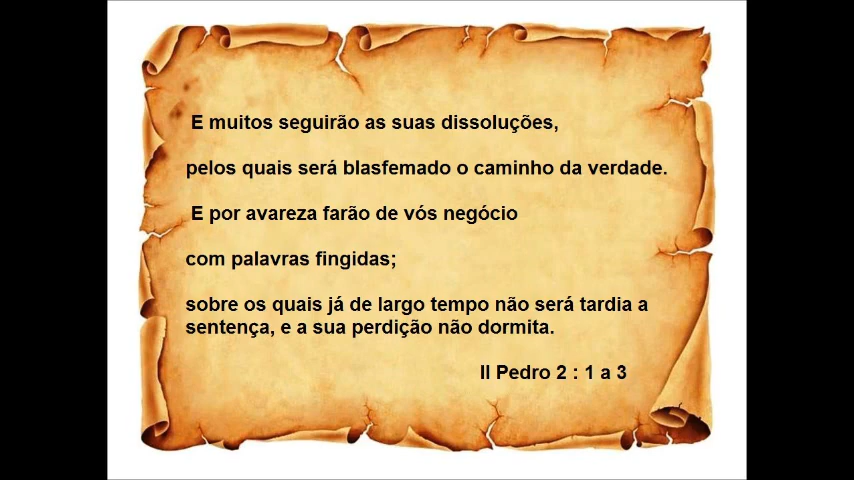 E muitos seguirão as suas dissoluções,
pelos quais será blasfemado o caminho da verdade.
E por avareza farão de vós negócio
com palavras fingidas;
sobre os quais já de largo tempo não será tardia a
sentença, e a sua perdição não dormita.
II Pedro 2 : 1 a 3